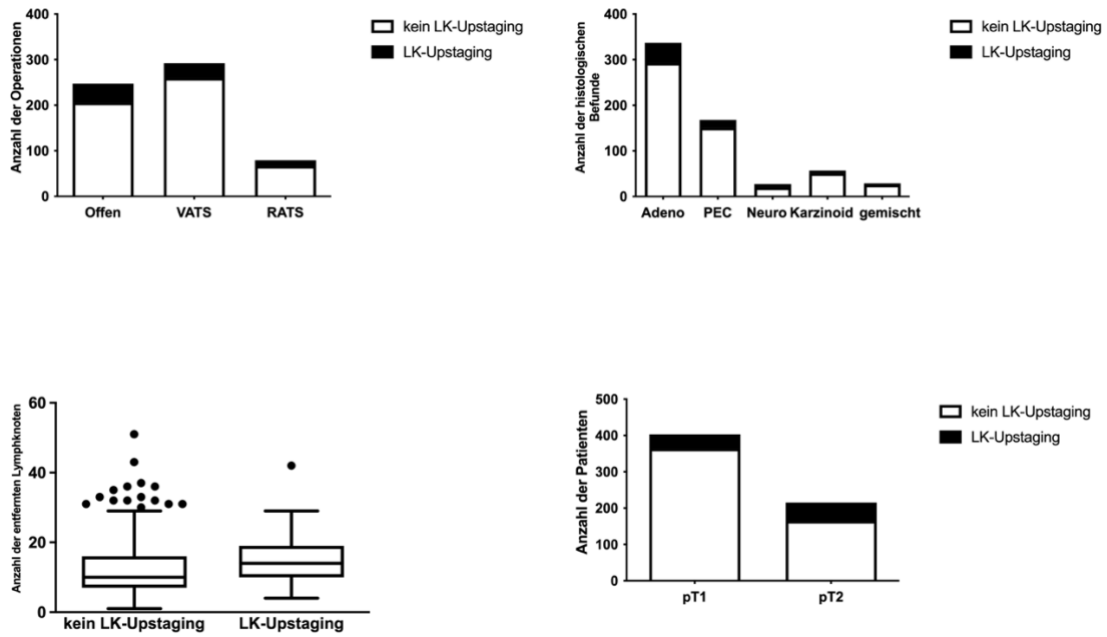 Anzahl der Operationen
400
300
200
100
0
Offen VATS RATS
kein LK-Upstaging
LK-Upstaging
Anzahl der histologischen
Befunde
400
300
200
100
0
Adeno PEC Neuro Karzinoid gemischt
kein LK-Upstaging
LK-Upstaging
Anzahl der entfernten Lymphknoten
60
40
20
0
kein LK-Upstaging LK-Upstaging
Anzahl der Patienten
500
400
300
200
100
0
pT1 pT2
kein LK-Upstaging
LK-Upstaging